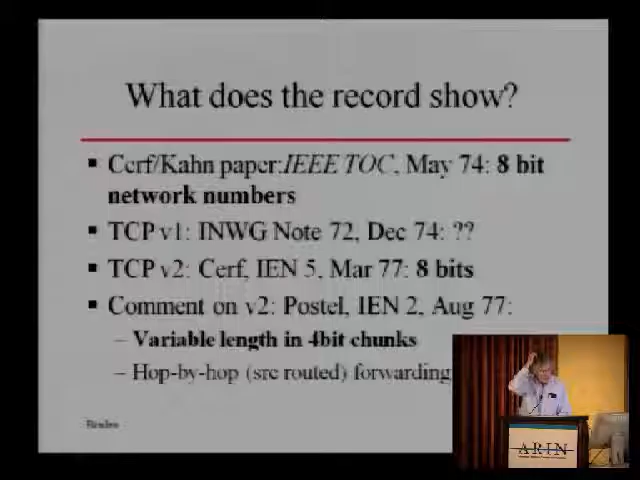 What does the record show?
▪ Cerf/Kahn paper:IEEE TOC, May 74: 8 bit
network numbers
▪ TCP v1: INWG Note 72, Dec 74: ??
▪ TCP v2: Cerf, IEN 5, Mar 77: 8 bits
▪ Comment on v2: Postel, IEN 2, Aug 77:
– Variable length in 4bit chunks
– Hop-by-hop (src routed) forwarding
ARIN